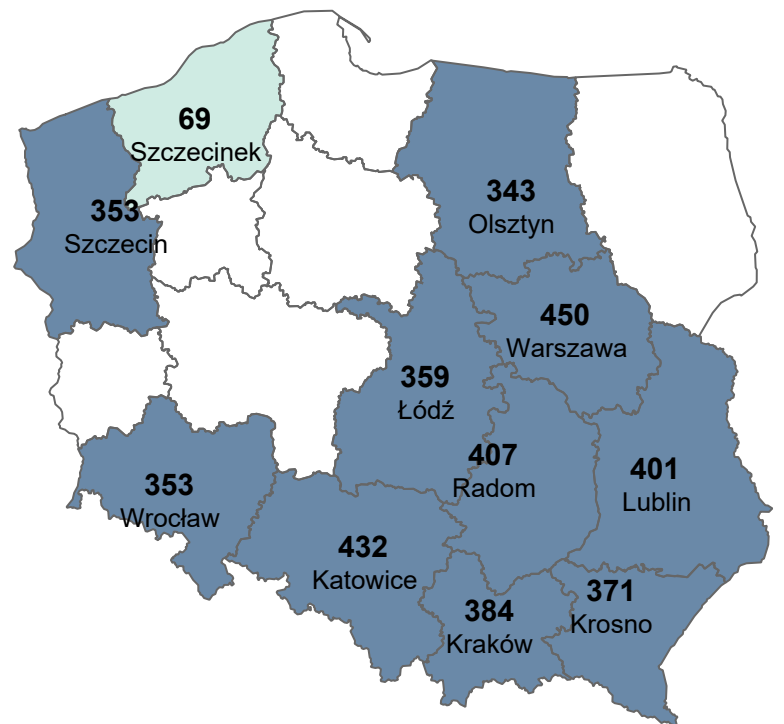 69
Szczecinek
353
Szczecin
343
Olsztyn
450
Warszawa
359
Łódź
407
Radom
401
Lublin
353
Wrocław
432
Katowice
384
Kraków
371
Krosno